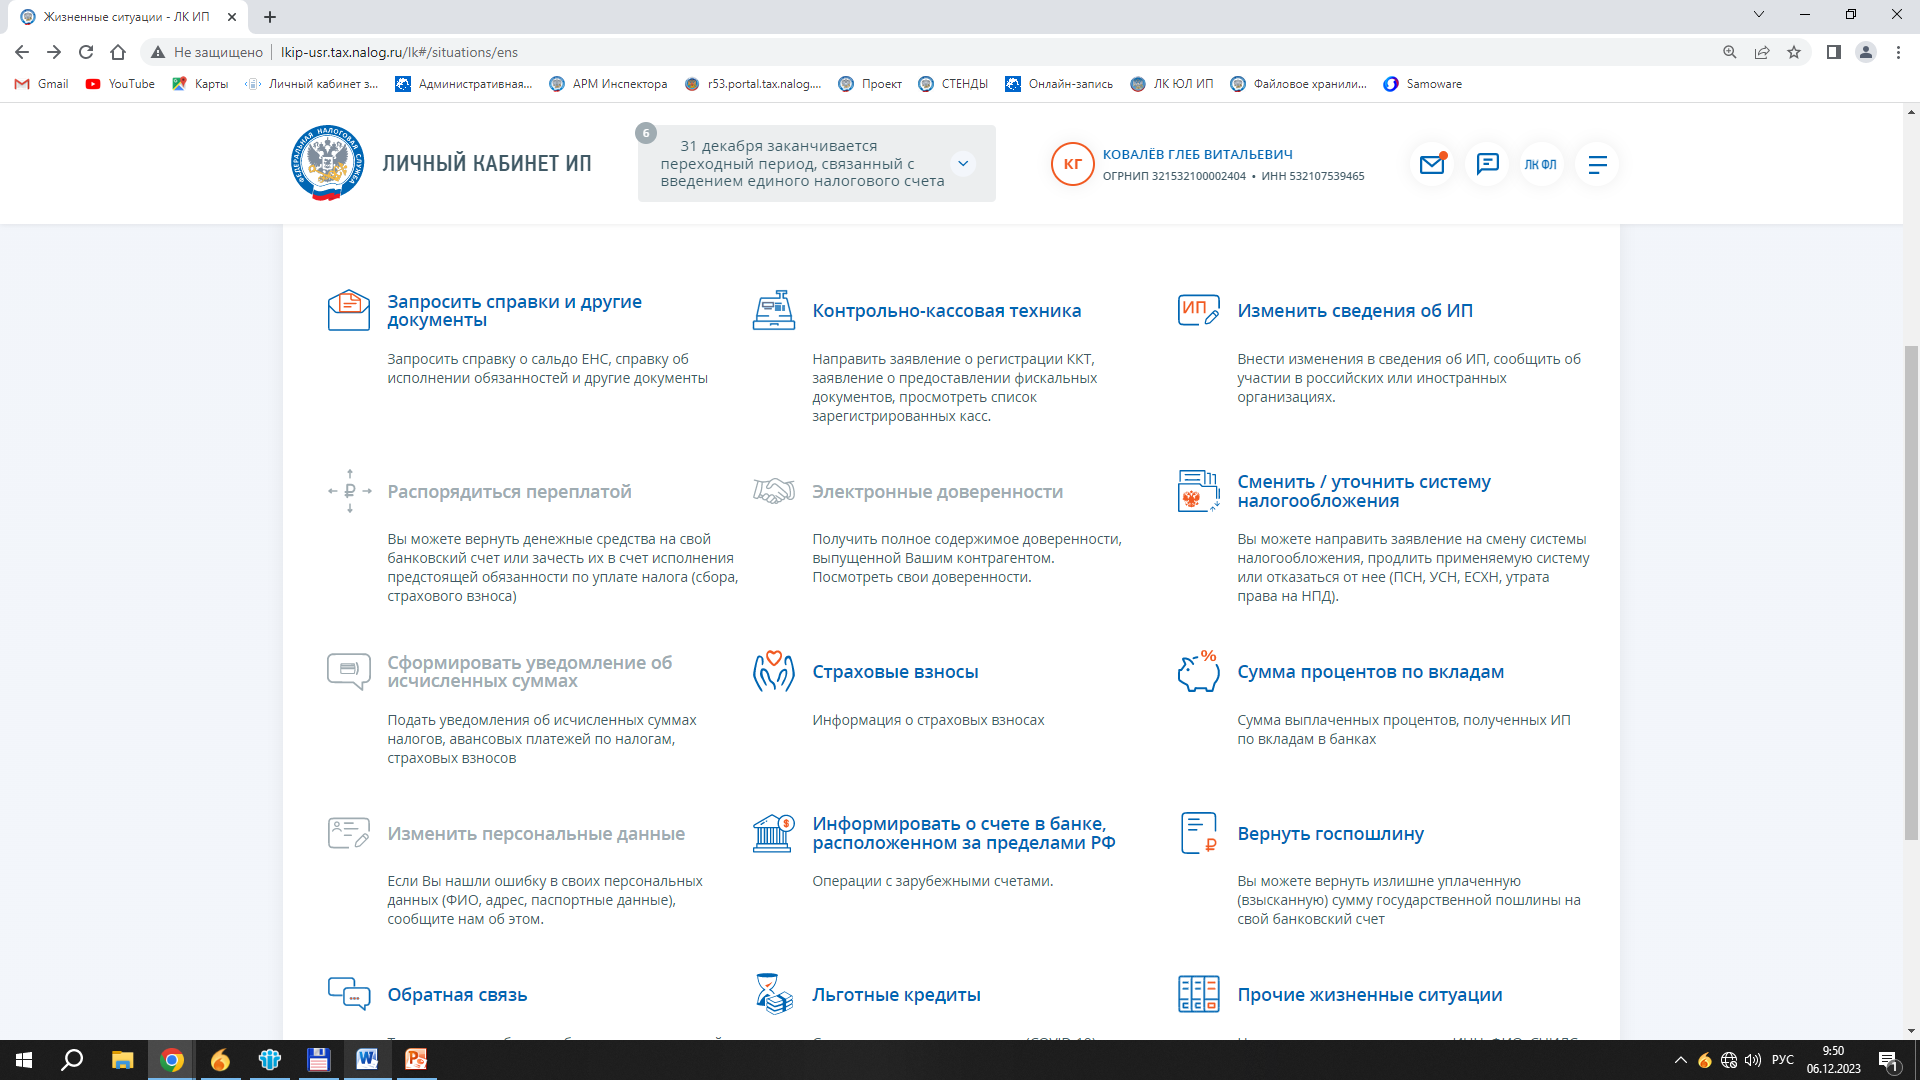 Жизненные ситуации - ЛК ИП
Не защищено
lkip-usr.tax.nalog.ru/lk#/situations/ens
Gmail
YouTube
Карты
Личный кабинет з...
Административная...
АРМ Инспектора
r53.portal.tax.nalog....
Проект
СТЕНДЫ
Онлайн-запись
ЛК ЮЛ ИП
Файловое хранили...
Samoware
ФЕДЕРАЛЬНАЯ НАЛОГОВАЯ СЛУЖБА
ЛИЧНЫЙ КАБИНЕТ ИП
6
31 декабря заканчивается
переходный период, связанный с
введением единого налогового счета
КГ
КОВАЛЁВ ГЛЕБ ВИТАЛЬЕВИЧ
ОГРНИП 321532100002404 • ИНН 532107539465
ЛК ФЛ
Запросить справки и другие
документы
Запросить справку о сальдо ЕНС, справку об
исполнении обязанностей и другие документы
Контрольно-кассовая техника
Направить заявление о регистрации ККТ,
заявление о предоставлении фискальных
документов, просмотреть список
зарегистрированных касс.
ИП
Изменить сведения об ИП
Внести изменения в сведения об ИП, сообщить об
участии в российских или иностранных
организациях.
Распорядиться переплатой
Вы можете вернуть денежные средства на свой
банковский счет или зачесть их в счет исполнения
предстоящей обязанности по уплате налога (сбора,
страхового взноса)
Электронные доверенности
Получить полное содержимое доверенности,
выпущенной Вашим контрагентом.
Посмотреть свои доверенности.
Сменить / уточнить систему
налогообложения
Вы можете направить заявление на смену системы
налогообложения, продлить применяемую систему
или отказаться от нее (ПСН, УСН, ЕСХН, утрата
права на НПД).
Сформировать уведомление об
исчисленных суммах
Подать уведомления об исчисленных суммах
налогов, авансовых платежей по налогам,
страховых взносов
Страховые взносы
Информация о страховых взносах
%
Сумма процентов по вкладам
Сумма выплаченных процентов, полученных ИП
по вкладам в банках
Изменить персональные данные
Если Вы нашли ошибку в своих персональных
данных (ФИО, адрес, паспортные данные),
сообщите нам об этом.
Информировать о счете в банке,
расположенном за пределами РФ
Операции с зарубежными счетами.
Вернуть госпошлину
Вы можете вернуть излишне уплаченную
(взысканную) сумму государственной пошлины на
свой банковский счет
Обратная связь
Льготные кредиты
Прочие жизненные ситуации
РУС
9:50
06.12.2023
1